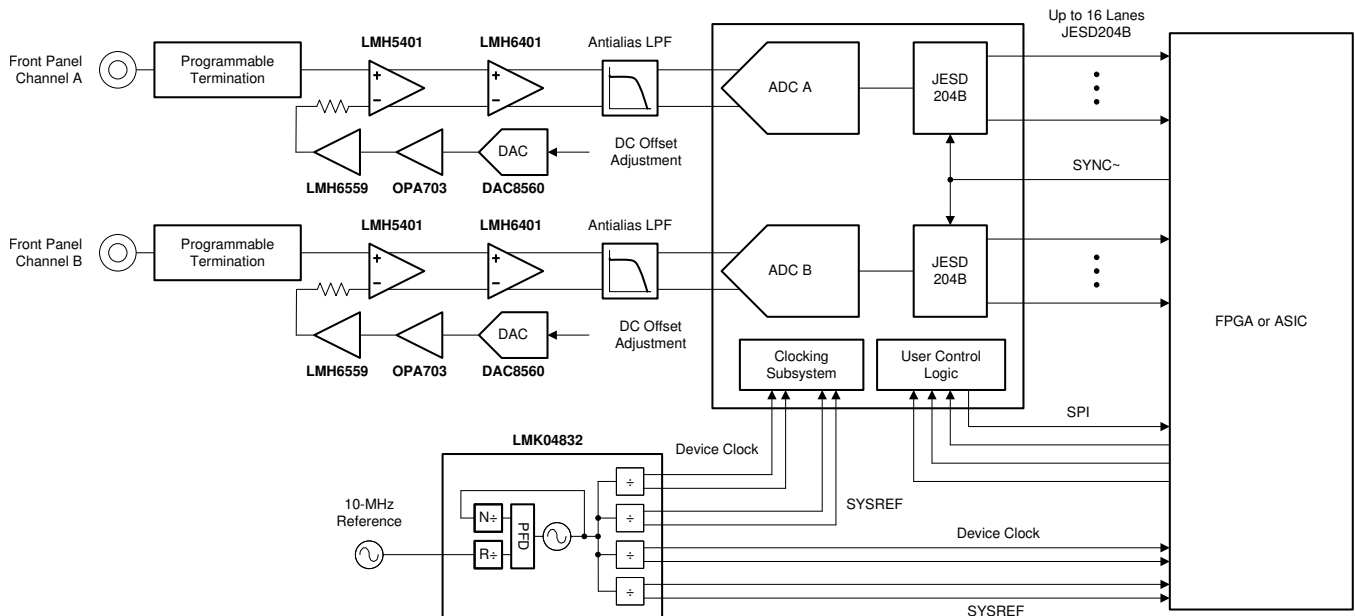 Up to 16 Lanes
JESD204B
Front Panel
Channel A
Programmable
Termination
LMH5401
LMH6401
Antialias LPF
+
−
+
−
ADC A
JESD
204B
DAC
DC Offset
Adjustment
LMH6559
OPA703
DAC8560
SYNC~
Front Panel
Channel B
Programmable
Termination
LMH5401
LMH6401
Antialias LPF
+
−
+
−
ADC B
JESD
204B
DAC
DC Offset
Adjustment
LMH6559
OPA703
DAC8560
FPGA or ASIC
Clocking
Subsystem
User Control
Logic
SPI
LMK04832
Device Clock
10-MHz
Reference
N÷
R÷
PFD
÷
÷
÷
÷
SYSREF
Device Clock
SYSREF